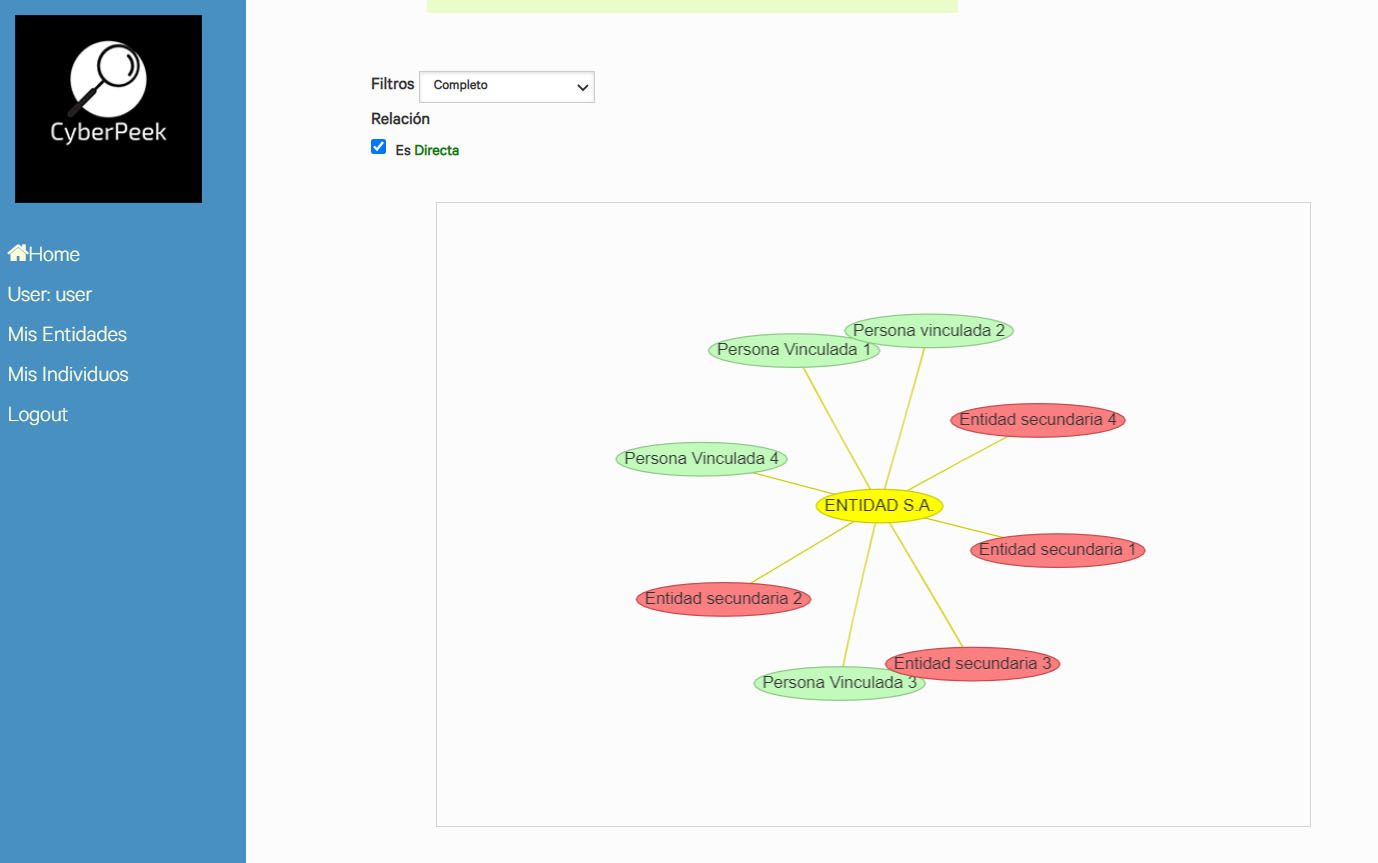 CyberPeek
Home
User: user
Mis Entidades
Mis Individuos
Logout
Filtros Completo
Relación
Es Directa
Persona vinculada 2
Persona Vinculada 1
Entidad secundaria 4
Persona Vinculada 4
ENTIDAD S.A.
Entidad secundaria 1
Entidad secundaria 2
Entidad secundaria 3
Persona Vinculada 3